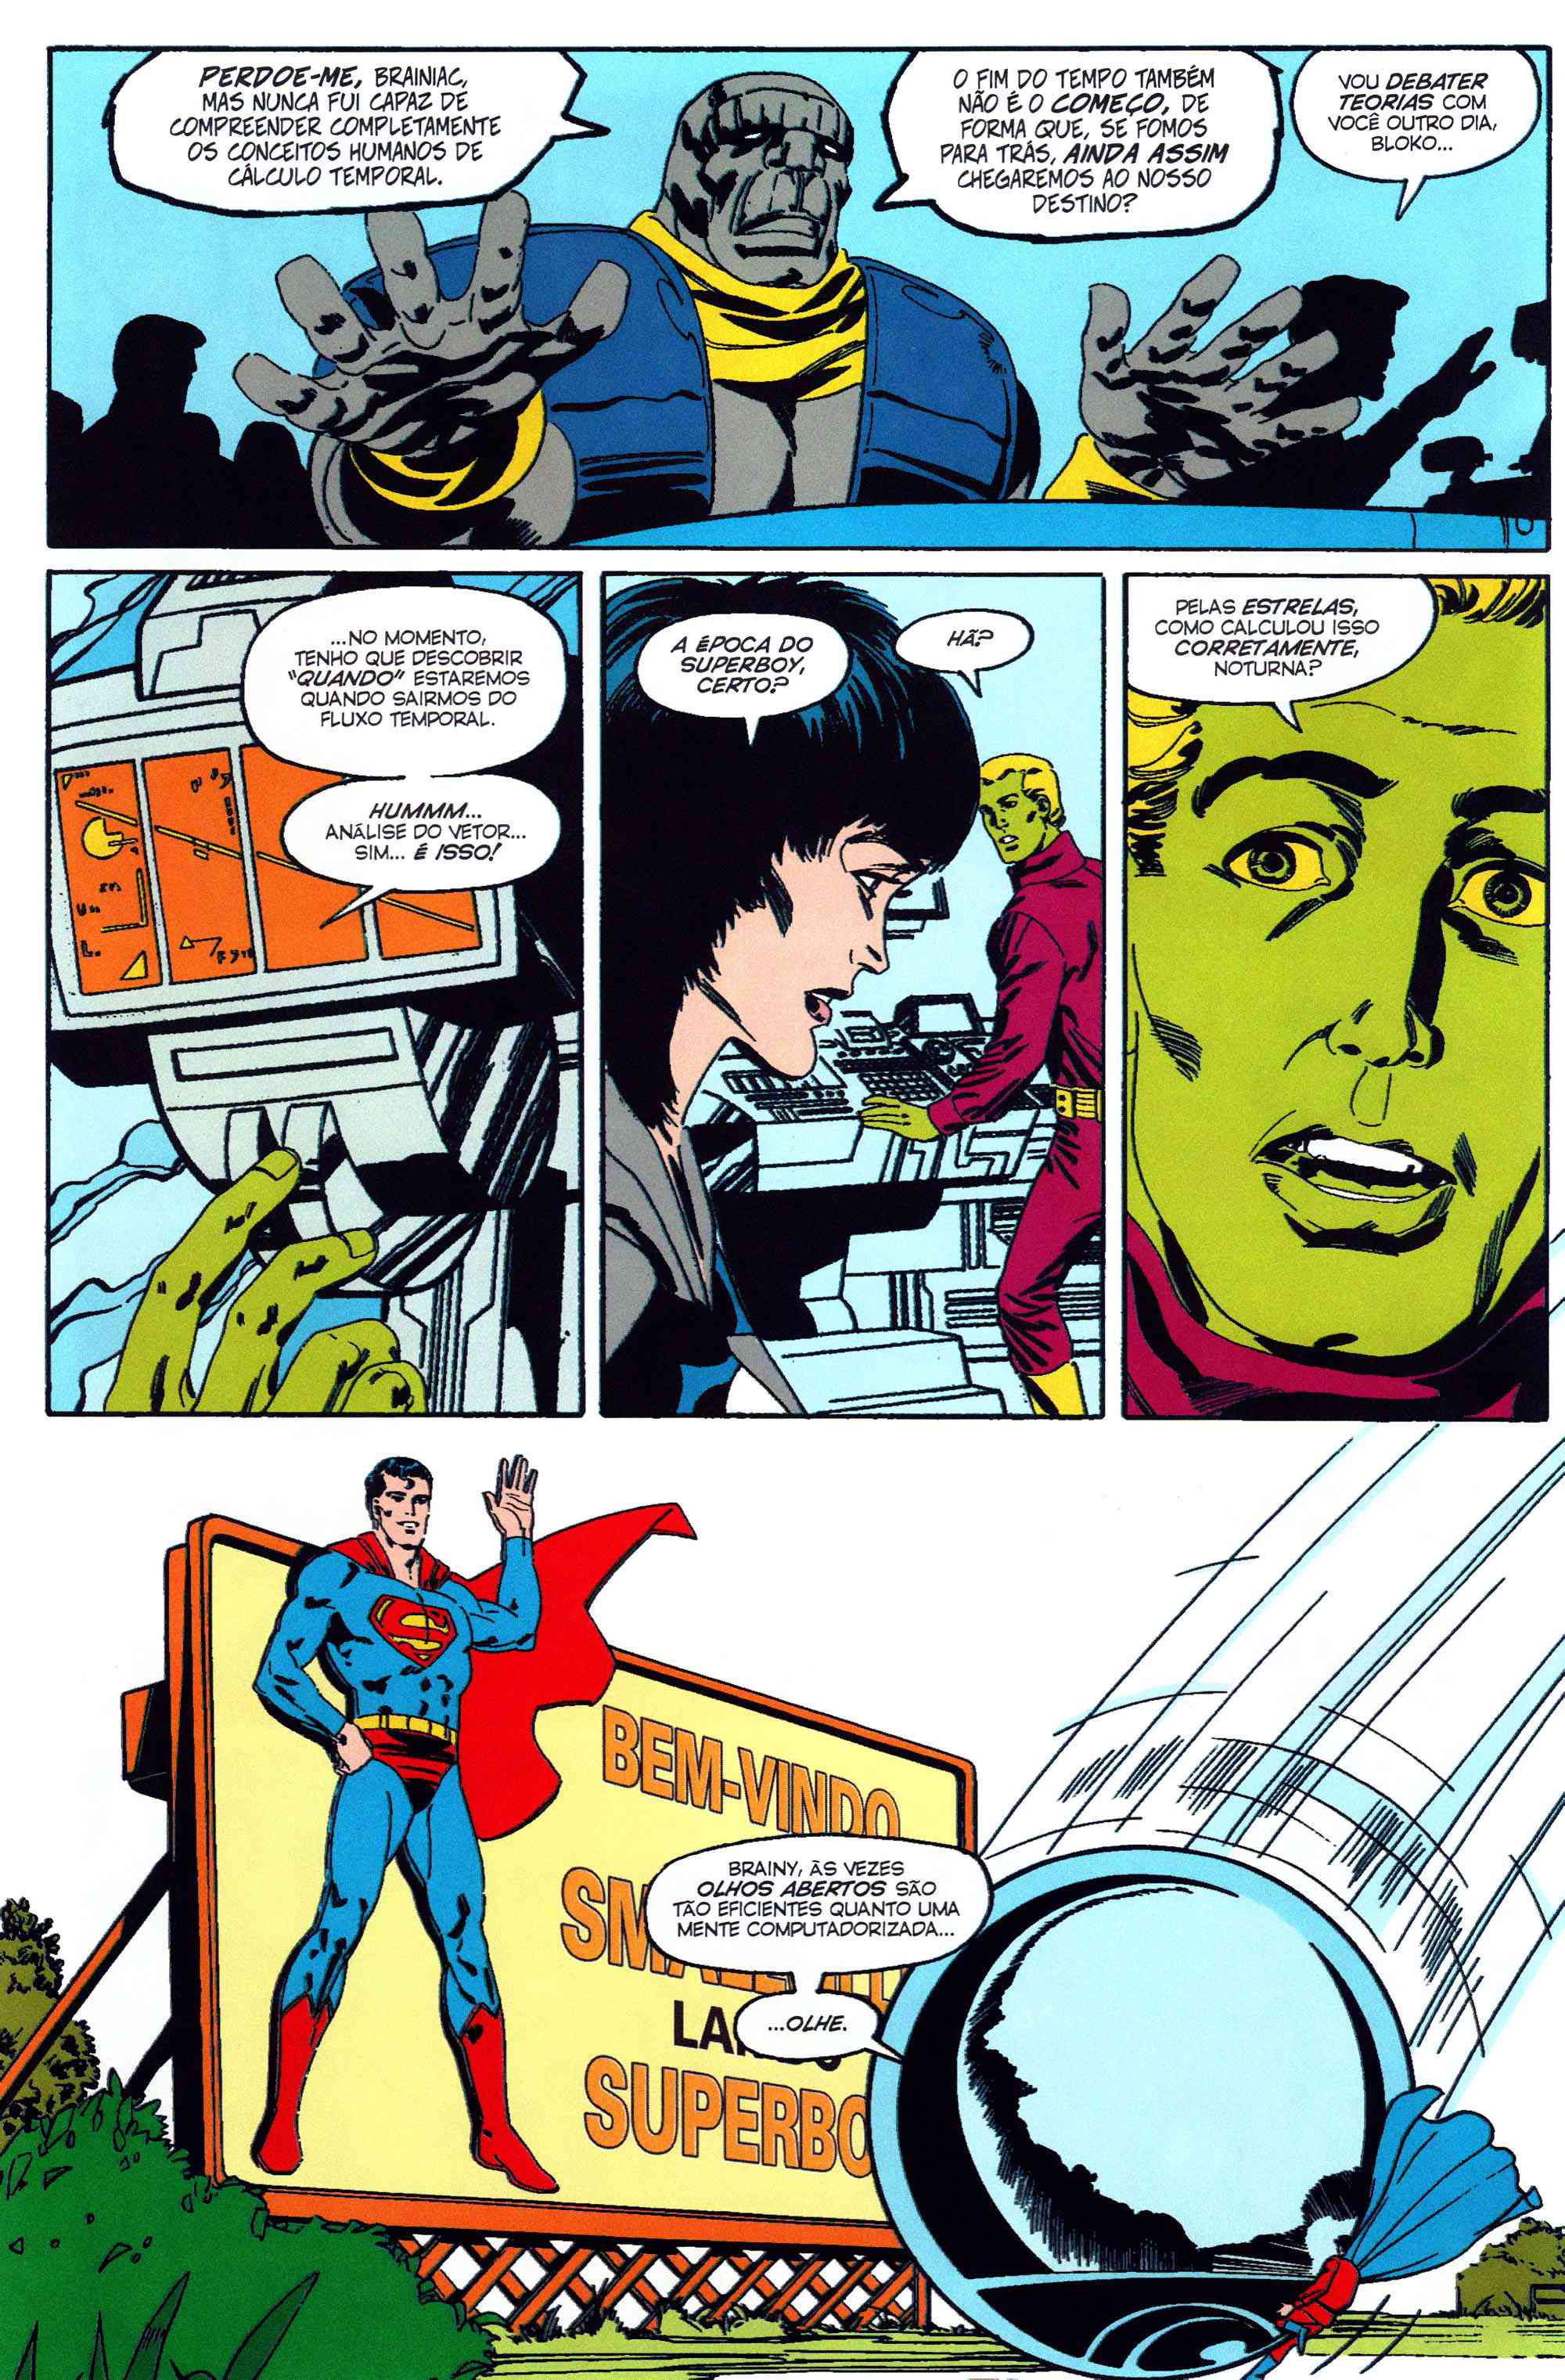 PERDOE-ME, BRAINIAC,
MAS NUNCA FUI CAPAZ DE
COMPREENDER COMPLETAMENTE
OS CONCEITOS HUMANOS DE
CÁLCULO TEMPORAL.
O FIM DO TEMPO TAMBÉM
NÃO É O COMEÇO, DE
FORMA QUE, SE FOMOS
PARA TRÁS, AINDA ASSIM
CHEGAREMOS AO NOSSO
DESTINO?
VOU DEBATER
TEORIAS COM
VOCÊ OUTRO DIA,
BLOKO...
...NO MOMENTO,
TENHO QUE DESCOBRIR
"QUANDO" ESTAREMOS
QUANDO SAIRMOS DO
FLUXO TEMPORAL.
HUMMM...
ANÁLISE DO VETOR...
SIM... É ISSO!
A ÉPOCA DO
SUPERBOY,
CERTO?
HÃ?
PELAS ESTRELAS,
COMO CALCULOU ISSO
CORRETAMENTE,
NOTURNA?
BEM-VINDO
BRAINY, ÀS VEZES
OLHOS ABERTOS SÃO
TÃO EFICIENTES QUANTO UMA
MENTE COMPUTADORIZADA...
...OLHE.
SUPERBO